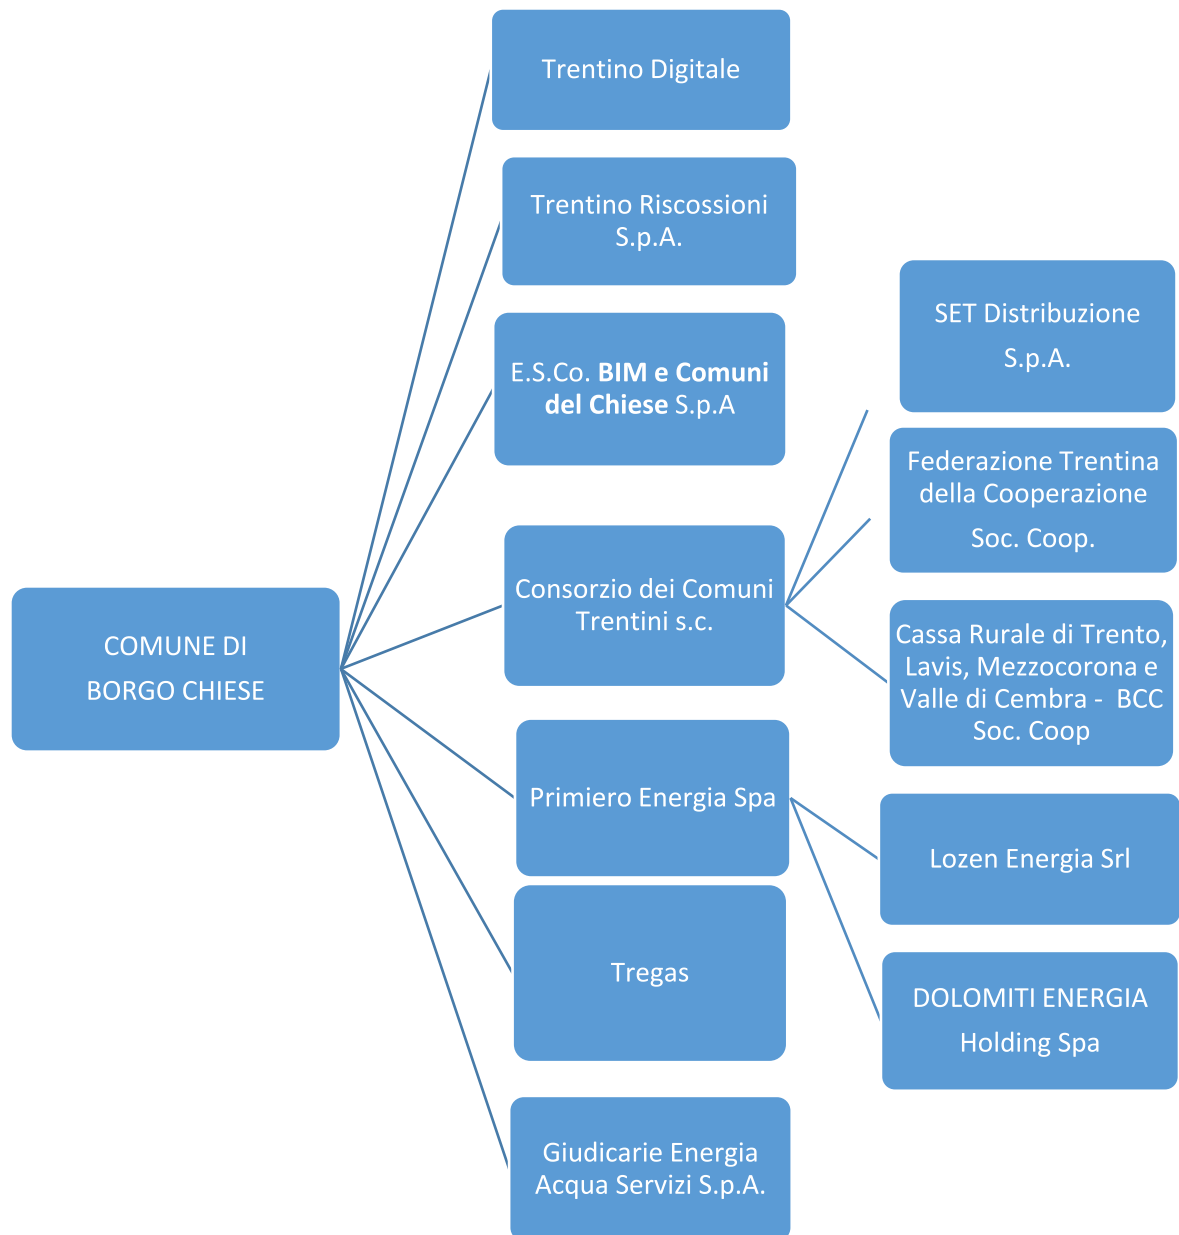 Trentino Digitale
Trentino Riscossioni
S.p.A.
E.S.Co. BIM e Comuni
del Chiese S.p.A
Consorzio dei Comuni
Trentini s.c.
COMUNE DI
BORGO CHIESE
Primiero Energia Spa
Tregas
Giudicarie Energia
Acqua Servizi S.p.A.
SET Distribuzione
S.p.A.
Federazione Trentina
della Cooperazione
Soc. Coop.
Cassa Rurale di Trento,
Lavis, Mezzocorona e
Valle di Cembra - BCC
Soc. Coop
Lozen Energia Srl
DOLOMITI ENERGIA
Holding Spa